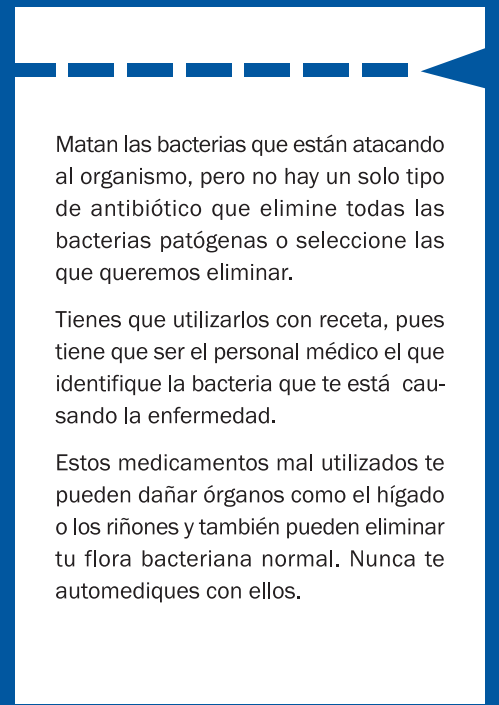 Matan las bacterias que están atacando
al organismo, pero no hay un solo tipo
de antibiótico que elimine todas las
bacterias patógenas o seleccione las
que queremos eliminar.
Tienes que utilizarlos con receta, pues
tiene que ser el personal médico el que
identifique la bacteria que te está cau-
sando la enfermedad.
Estos medicamentos mal utilizados te
pueden dañar órganos como el hígado
o los riñones y también pueden eliminar
tu flora bacteriana normal. Nunca te
automediques con ellos.